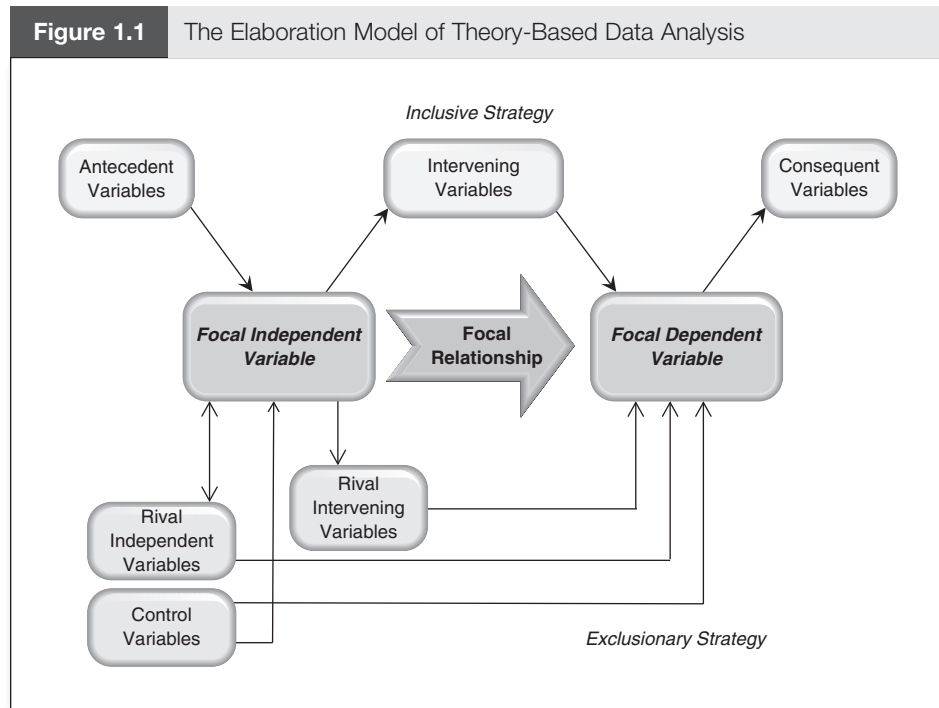 Figure 1.1 The Elaboration Model of Theory-Based Data Analysis
Inclusive Strategy
Antecedent
Variables
Intervening
Variables
Consequent
Variables
Focal Independent
Variable
Focal
Relationship
Focal Dependent
Variable
Rival
Intervening
Variables
Rival
Independent
Variables
Control
Variables
Exclusionary Strategy